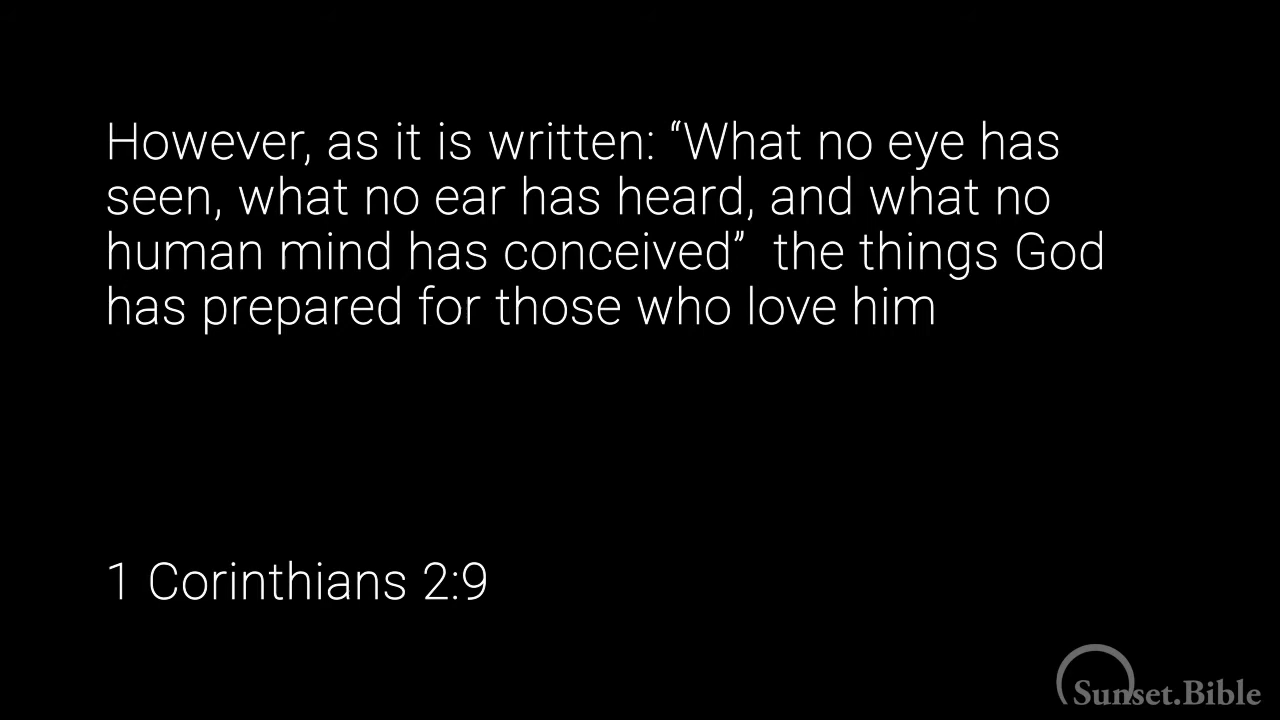 However, as it is written: “What no eye has
seen, what no ear has heard, and what no
human mind has conceived”  the things God
has prepared for those who love him
1 Corinthians 2:9
Sunset.Bible